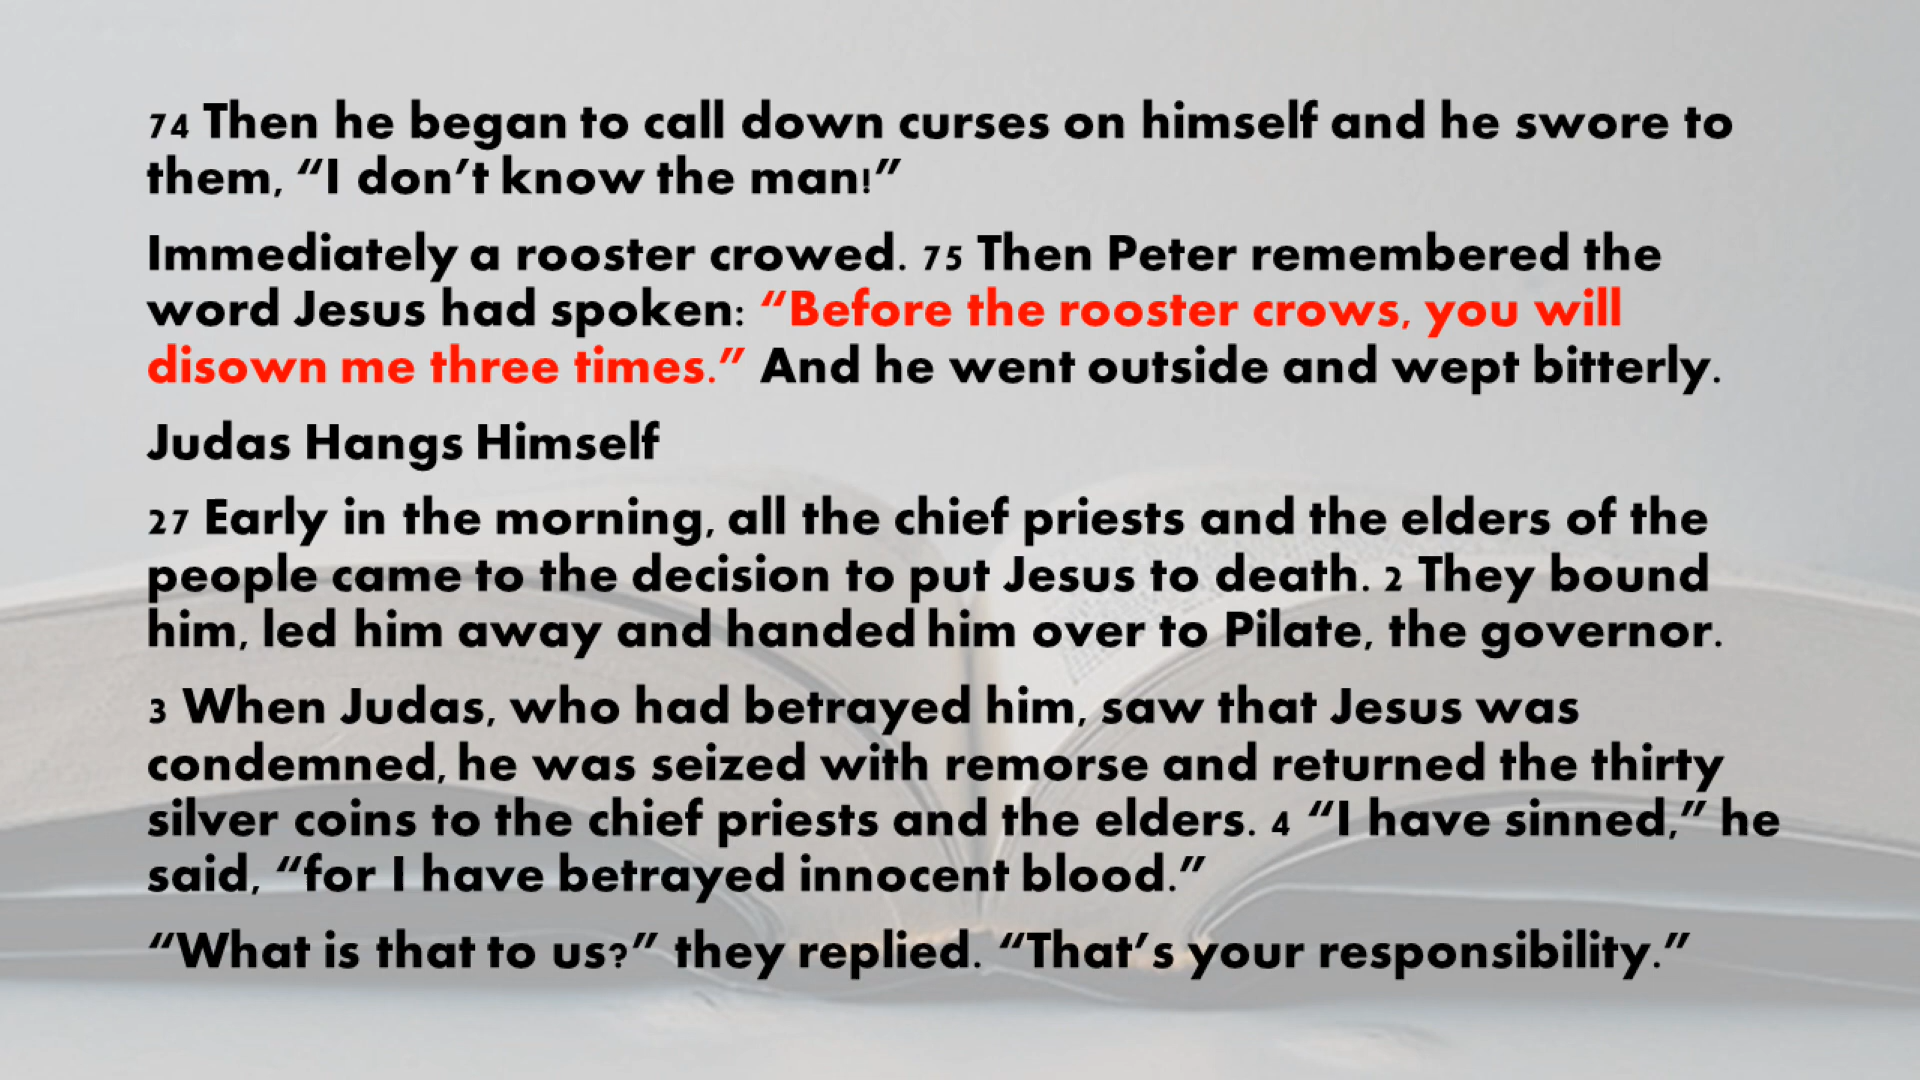 74 Then he began to call down curses on himself and he swore to
them, “I don’t know the man!”
Immediately a rooster crowed. 75 Then Peter remembered the
word Jesus had spoken: “Before the rooster crows, you will
disown me three times.” And he went outside and wept bitterly.
Judas Hangs Himself
27 Early in the morning, all the chief priests and the elders of the
people came to the decision to put Jesus to death. 2 They bound
him, led him away and handed him over to Pilate, the governor.
3 When Judas, who had betrayed him, saw that Jesus was
condemned, he was seized with remorse and returned the thirty
silver coins to the chief priests and the elders. 4 “I have sinned,” he
said, “for I have betrayed innocent blood.”
“What is that to us?” they replied. “That’s your responsibility.”